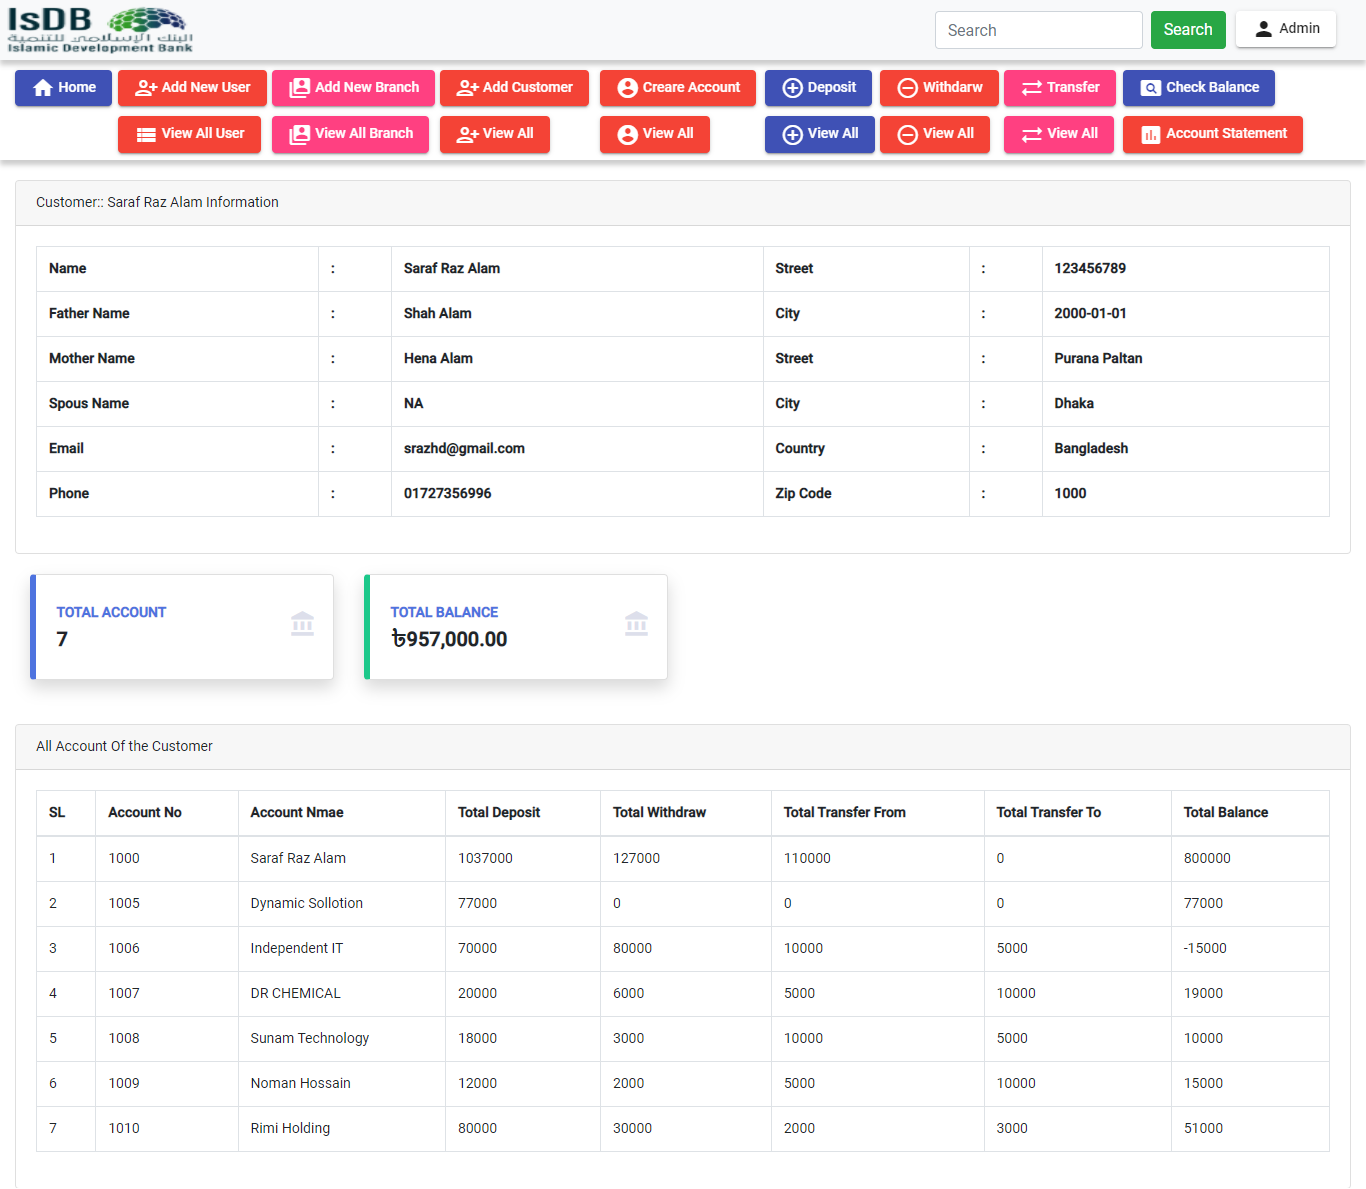 IsDB
البنك الإسلامي للتنمية
Islamic Development Bank
Search Search Admin
Home Add New User Add New Branch Add Customer Creare Account Deposit Withdarw Transfer Check Balance
View All User View All Branch View All View All View All View All View All Account Statement
Customer:: Saraf Raz Alam Information
Name : Saraf Raz Alam Street : 123456789
Father Name : Shah Alam City : 2000-01-01
Mother Name : Hena Alam Street : Purana Paltan
Spous Name : NA City : Dhaka
Email : srazhd@gmail.com Country : Bangladesh
Phone : 01727356996 Zip Code : 1000
TOTAL ACCOUNT
7
TOTAL BALANCE
৳957,000.00
All Account Of the Customer
SL Account No Account Nmae Total Deposit Total Withdraw Total Transfer From Total Transfer To Total Balance
1 1000 Saraf Raz Alam 1037000 127000 110000 0 800000
2 1005 Dynamic Sollotion 77000 0 0 0 77000
3 1006 Independent IT 70000 80000 10000 5000 -15000
4 1007 DR CHEMICAL 20000 6000 5000 10000 19000
5 1008 Sunam Technology 18000 3000 10000 5000 10000
6 1009 Noman Hossain 12000 2000 5000 10000 15000
7 1010 Rimi Holding 80000 30000 2000 3000 51000